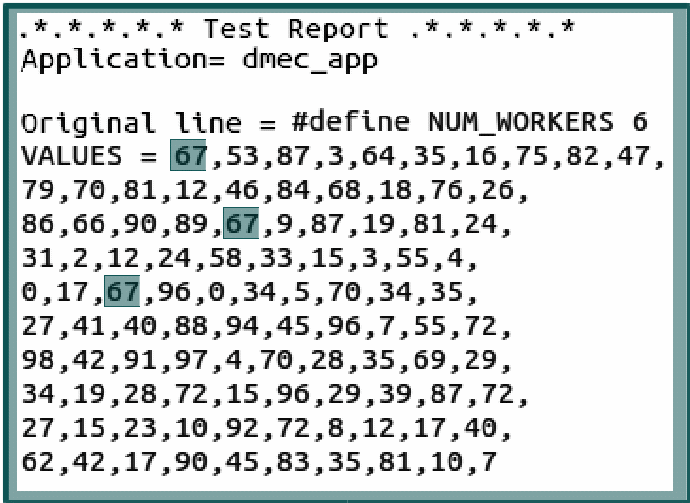 .*.*.*.*.* Test Report .*.*.*.*.*
Application= dmec_app
Original line = #define NUM_WORKERS 6
VALUES = 67,53,87,3,64,35,16,75,82,47,
79,70,81,12,46,84,68,18,76,26,
86,66,90,89,67,9,87,19,81,24,
31,2,12,24,58,33,15,3,55,4,
0,17,67,96,0,34,5,70,34,35,
27,41,40,88,94,45,96,7,55,72,
98,42,91,97,4,70,28,35,69,29,
34,19,28,72,15,96,29,39,87,72,
27,15,23,10,92,72,8,12,17,40,
62,42,17,90,45,83,35,81,10,7